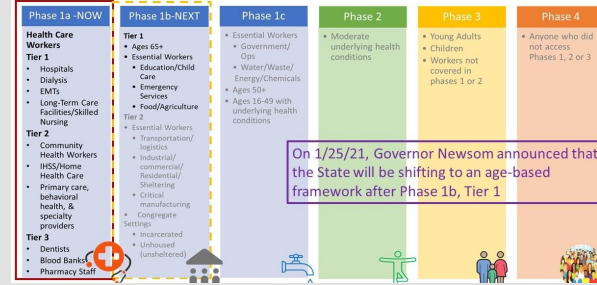 Phase 1a -NOW
Health Care
Workers
Tier 1
• Hospitals
• Dialysis
• EMTs
• Long-Term Care
Facilities/Skilled
Nursing
Tier 2
• Community
Health Workers
• IHSS/Home
Health Care
• Primary care,
behavioral
health, &
specialty
providers
Tier 3
• Dentists
• Blood Banks
• Pharmacy Staff
Phase 1b-NEXT
Tier 1
• Ages 65+
• Essential Workers
• Education/Child
Care
• Emergency
Services
• Food/Agriculture
Tier 2
• Essential Workers
• Transportation/
logistics
• Industrial/
commercial/
Residential/
Sheltering
• Critical
manufacturing
• Congregate
Settings
• Incarcerated
• Unhoused
(unsheltered)
Phase 1c
• Essential Workers
• Government/
Ops
• Water/Waste/
Energy/Chemicals
• Ages 50+
• Ages 16-49 with
underlying health
conditions
Phase 2
• Moderate
underlying health
conditions
Phase 3
• Young Adults
• Children
• Workers not
covered in
phases 1 or 2
Phase 4
• Anyone who did
not access
Phases 1, 2 or 3
On 1/25/21, Governor Newsom announced that
the State will be shifting to an age-based
framework after Phase 1b, Tier 1